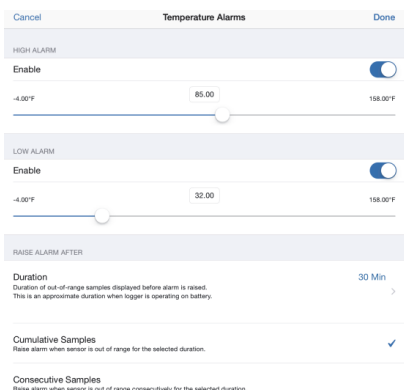 Cancel Temperature Alarms Done
HIGH ALARM
Enable
-4.00°F 85.00 158.00°F
LOW ALARM
Enable
-4.00°F 32.00 158.00°F
RAISE ALARM AFTER
Duration 30 Min
Duration of out-of-range samples displayed before alarm is raised.
This is an approximate duration when logger is operating on battery.
Cumulative Samples
Raise alarm when sensor is out of range for the selected duration.
Consecutive Samples
Raise alarm when sensor is out of range consecutively for the selected duration.